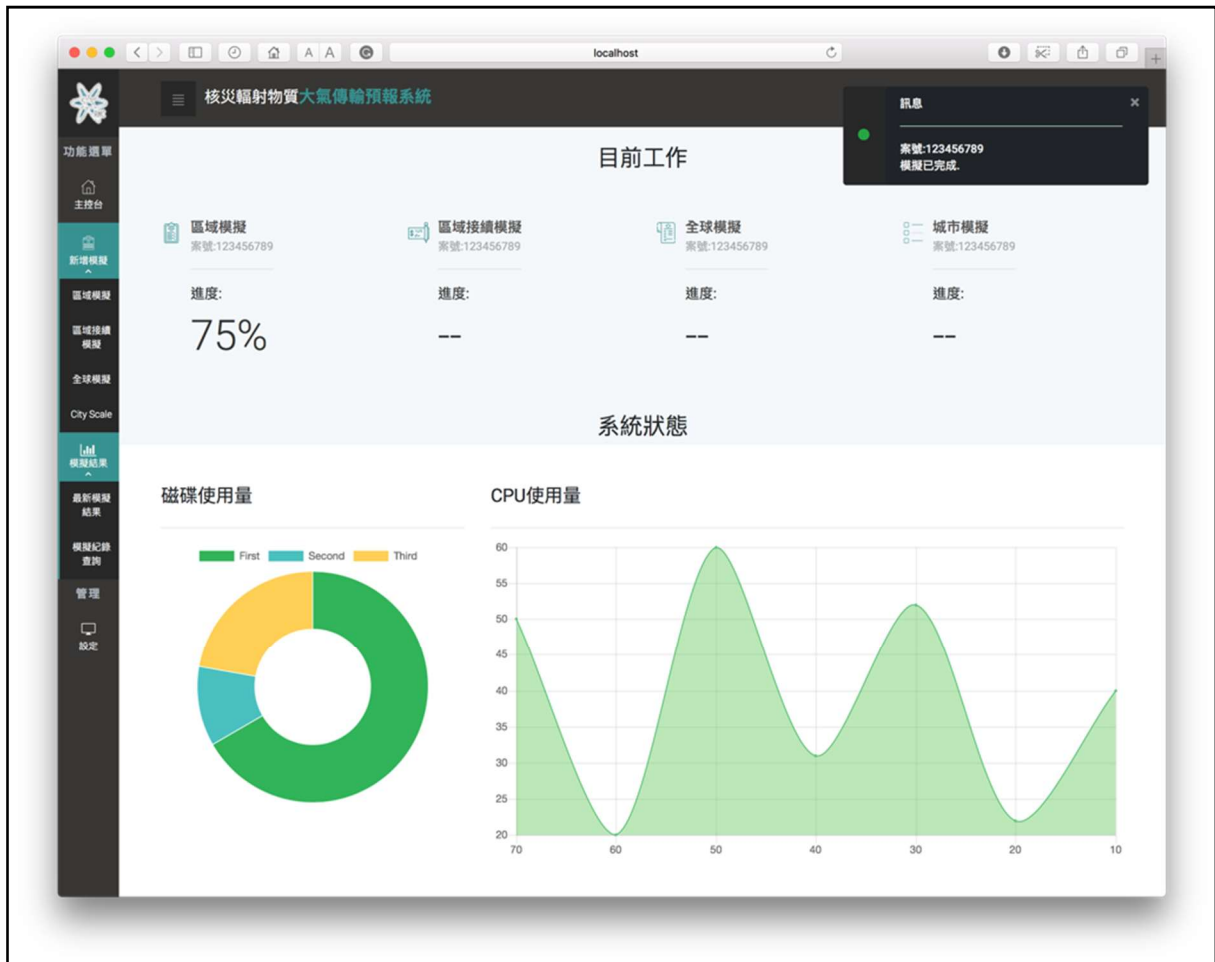 A A
localhost
核災輻射物質大氣傳輸預報系統
訊息
案號:123456789
模擬已完成.
功能選單
主控台
新增模擬
區域模擬
區域接續
模擬
全球模擬
City Scale
模擬結果
最新模擬
結果
模擬紀錄
查詢
管理
設定
目前工作
區域模擬
案號:123456789
進度:
75%
區域接續模擬
案號:123456789
進度:
--
全球模擬
案號:123456789
進度:
--
城市模擬
案號:123456789
進度:
--
系統狀態
磁碟使用量
First Second Third
CPU使用量
60
55
50
45
40
35
30
25
20
70 60 50 40 30 20 10